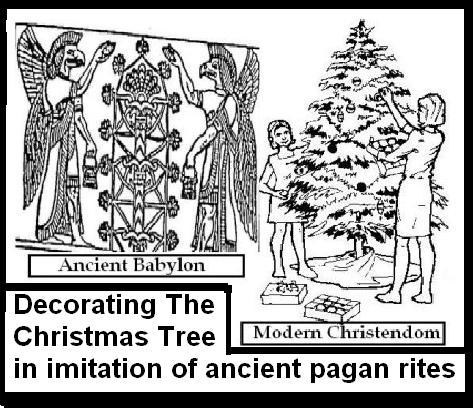 Ancient Babylon
Modern Christendom
Decorating The
Christmas Tree
in imitation of ancient pagan rites